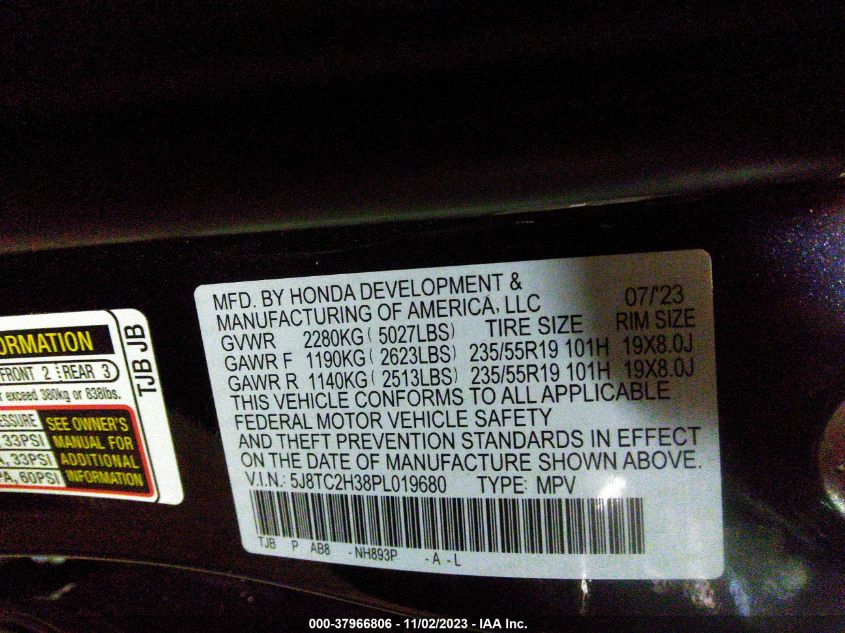 ORMATION
FRONT 2 REAR 3
r exceed 380kg or 838lbs.
ESSURE
, 33PSI
A, 33PSI
PA, 60PSI
SEE OWNER'S
MANUAL FOR
ADDITIONAL
INFORMATION
TJB JB
MFD. BY HONDA DEVELOPMENT & 07/'23
MANUFACTURING OF AMERICA, LLC
GVWR 2280KG ( 5027LBS) TIRE SIZE RIM SIZE
GAWR F 1190KG ( 2623LBS) 235/55R19 101H 19X8.0J
GAWR R 1140KG ( 2513LBS) 235/55R19 101H 19X8.0J
THIS VEHICLE CONFORMS TO ALL APPLICABLE
FEDERAL MOTOR VEHICLE SAFETY
AND THEFT PREVENTION STANDARDS IN EFFECT
ON THE DATE OF MANUFACTURE SHOWN ABOVE.
V.I.N.: 5J8TC2H38PL019680 TYPE: MPV
TJB P AB8 -NH893P -A-L
000-37966806 - 11/02/2023 - IAA Inc.